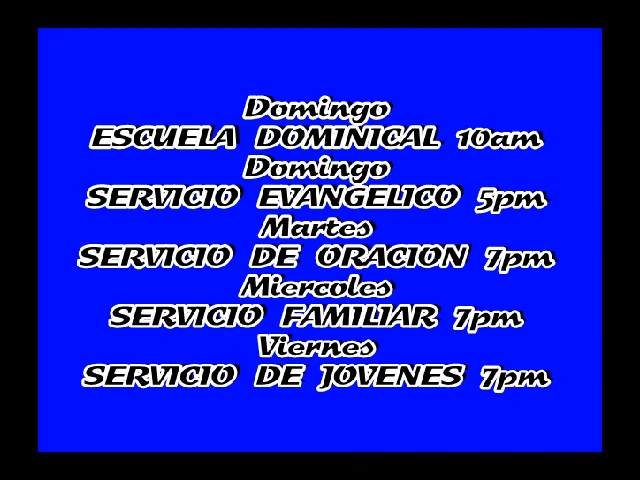 Domingo
ESCUELA DOMINICAL 10am
Domingo
SERVICIO EVANGELICO 5pm
Martes
SERVICIO DE ORACION 7pm
Miercoles
SERVICIO FAMILIAR 7pm
Viernes
SERVICIO DE JOVENES 7pm